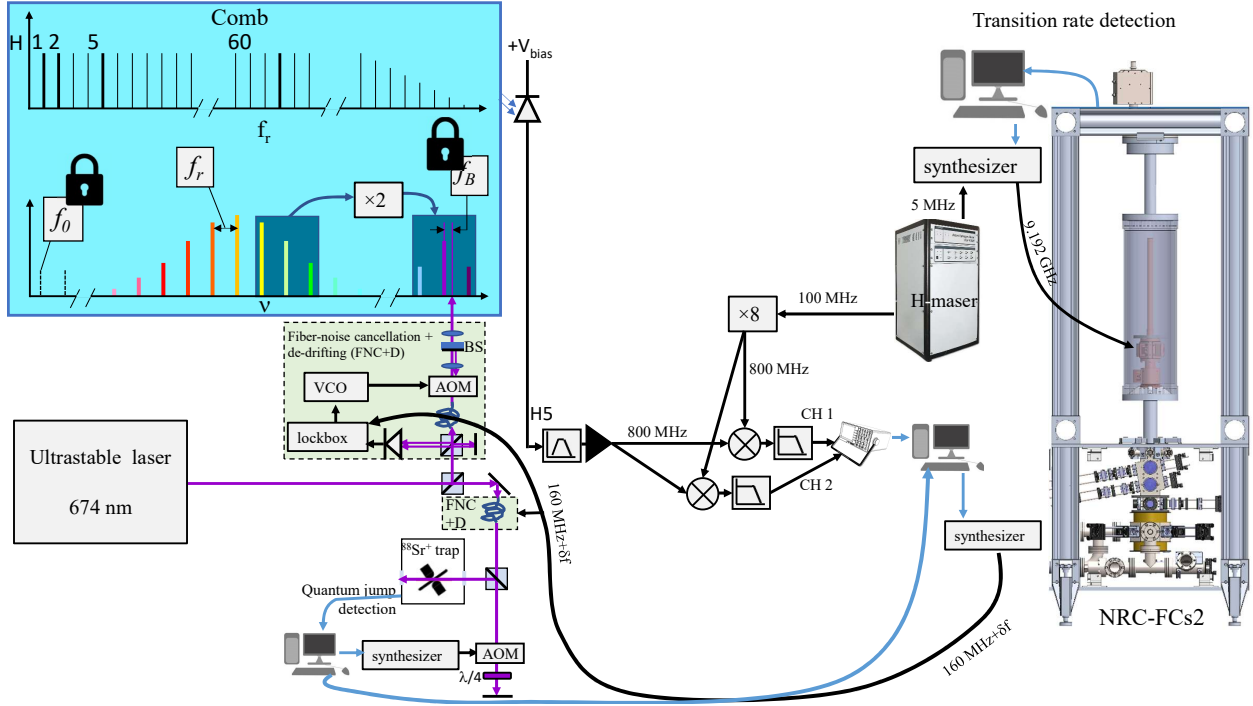 Comb
H 1 2 5 60
f_r
f_0
f_r
×2
f_B
ν
+V_bias
Transition rate detection
synthesizer
5 MHz
9.192 GHz
H-maser
100 MHz
×8
800 MHz
Fiber-noise cancellation +
de-drifting (FNC+D)
BS
VCO
AOM
lockbox
H5
800 MHz
CH 1
CH 2
Ultrastable laser
674 nm
FNC
+D
160 MHz+δf
synthesizer
⁸⁸Sr⁺ trap
Quantum jump
detection
synthesizer
AOM
λ/4
160 MHz+δf
NRC-FCs2